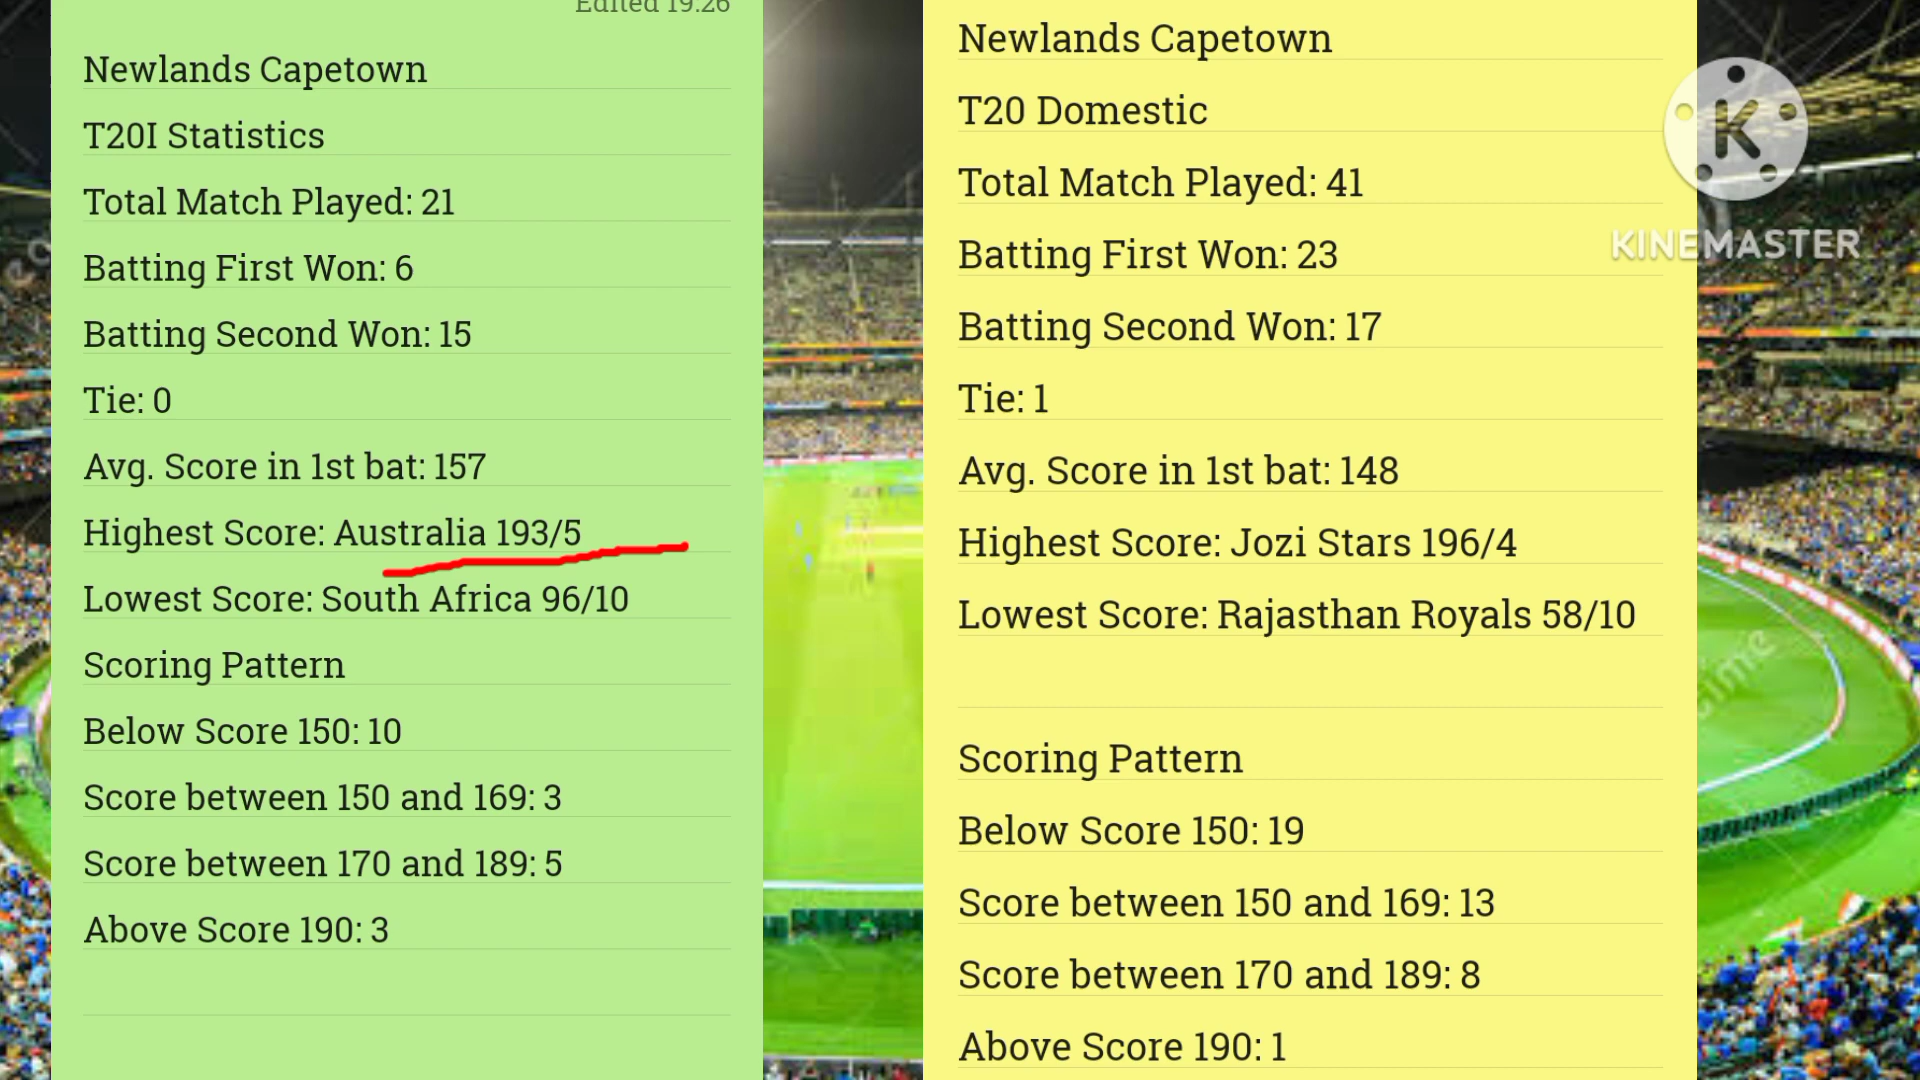 Edited 19:26
Newlands Capetown
T20I Statistics
Total Match Played: 21
Batting First Won: 6
Batting Second Won: 15
Tie: 0
Avg. Score in 1st bat: 157
Highest Score: Australia 193/5
Lowest Score: South Africa 96/10
Scoring Pattern
Below Score 150: 10
Score between 150 and 169: 3
Score between 170 and 189: 5
Above Score 190: 3
Newlands Capetown
T20 Domestic
Total Match Played: 41
Batting First Won: 23
Batting Second Won: 17
Tie: 1
Avg. Score in 1st bat: 148
Highest Score: Jozi Stars 196/4
Lowest Score: Rajasthan Royals 58/10
Scoring Pattern
Below Score 150: 19
Score between 150 and 169: 13
Score between 170 and 189: 8
Above Score 190: 1
K
KINEMASTER